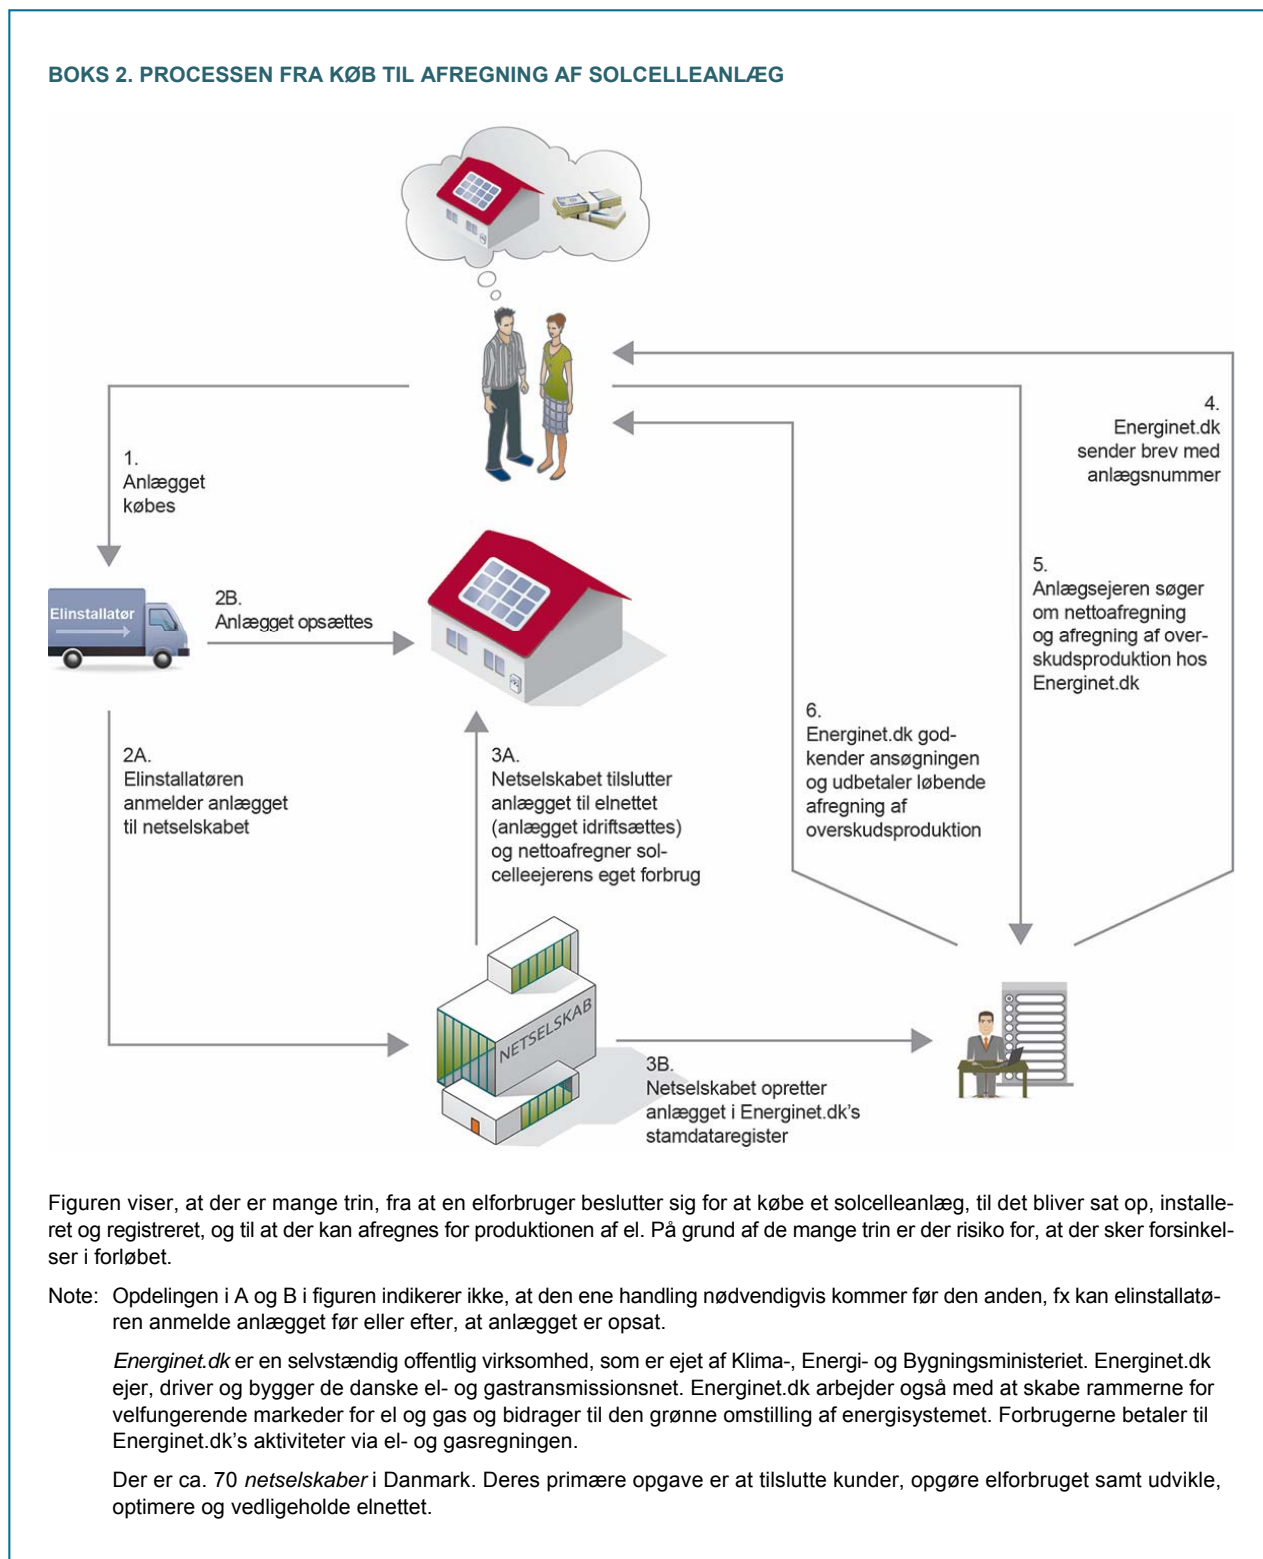 BOKS 2. PROCESSEN FRA KØB TIL AFREGNING AF SOLCELLEANLÆG
1.
Anlægget
købes
4.
Energinet.dk
sender brev med
anlægsnummer
Elinstallatør
2B.
Anlægget opsættes
5.
Anlægsejeren søger
om nettoafregning
og afregning af over-
skudsproduktion hos
Energinet.dk
2A.
Elinstallatøren
anmelder anlægget
til netselskabet
3A.
Netselskabet tilslutter
anlægget til elnettet
(anlægget idriftsættes)
og nettoafregner sol-
celleejerens eget forbrug
6.
Energinet.dk god-
kender ansøgningen
og udbetaler løbende
afregning af
overskudsproduktion
NETSELSKAB
3B.
Netselskabet opretter
anlægget i Energinet.dk's
stamdataregister
Figuren viser, at der er mange trin, fra at en elforbruger beslutter sig for at købe et solcelleanlæg, til det bliver sat op, installe-
ret og registreret, og til at der kan afregnes for produktionen af el. På grund af de mange trin er der risiko for, at der sker forsinkel-
ser i forløbet.
Note: Opdelingen i A og B i figuren indikerer ikke, at den ene handling nødvendigvis kommer før den anden, fx kan elinstallatø-
ren anmelde anlægget før eller efter, at anlægget er opsat.
Energinet.dk er en selvstændig offentlig virksomhed, som er ejet af Klima-, Energi- og Bygningsministeriet. Energinet.dk
ejer, driver og bygger de danske el- og gastransmissionsnet. Energinet.dk arbejder også med at skabe rammerne for
velfungerende markeder for el og gas og bidrager til den grønne omstilling af energisystemet. Forbrugerne betaler til
Energinet.dk's aktiviteter via el- og gasregningen.
Der er ca. 70 netselskaber i Danmark. Deres primære opgave er at tilslutte kunder, opgøre elforbruget samt udvikle,
optimere og vedligeholde elnettet.